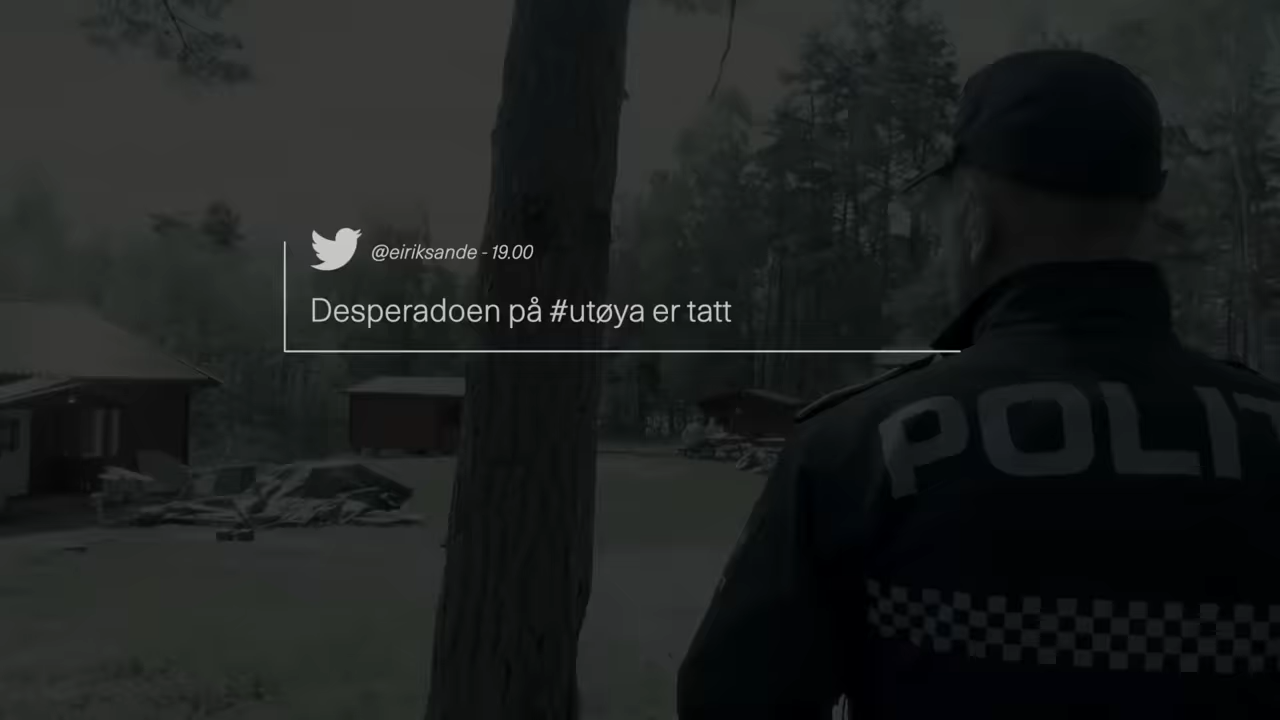 @eiriksande - 19.00
Desperadoen på #utøya er tatt
POLIT